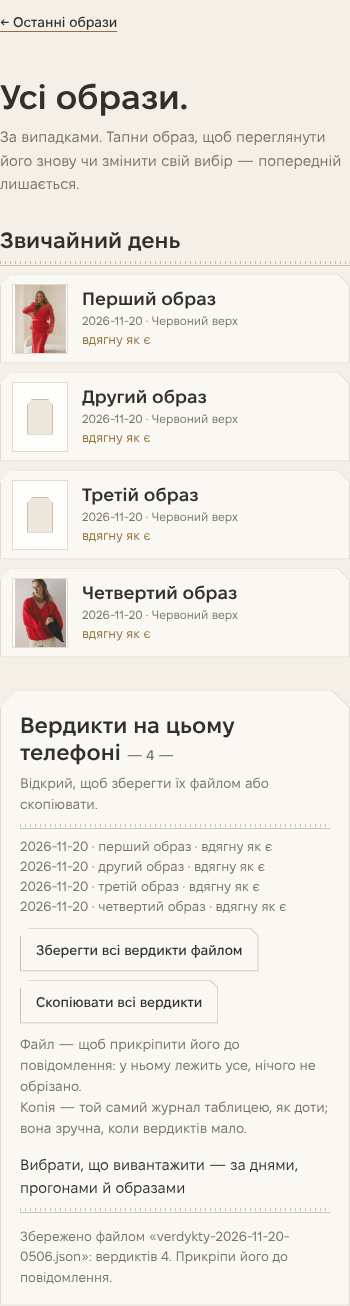 ← Останні образи
Усі образи.
За випадками. Тапни образ, щоб переглянути
його знову чи змінити свій вибір — попередній
лишається.
Звичайний день
Перший образ
2026-11-20 · Червоний верх
вдягну як є
Другий образ
2026-11-20 · Червоний верх
вдягну як є
Третій образ
2026-11-20 · Червоний верх
вдягну як є
Четвертий образ
2026-11-20 · Червоний верх
вдягну як є
Вердикти на цьому
телефоні — 4 —
Відкрий, щоб зберегти їх файлом або
скопіювати.
2026-11-20 · перший образ · вдягну як є
2026-11-20 · другий образ · вдягну як є
2026-11-20 · третій образ · вдягну як є
2026-11-20 · четвертий образ · вдягну як є
Зберегти всі вердикти файлом
Скопіювати всі вердикти
Файл — щоб прикріпити його до
повідомлення: у ньому лежить усе, нічого не
обрізано.
Копія — той самий журнал таблицею, як доти;
вона зручна, коли вердиктів мало.
Вибрати, що вивантажити — за днями,
прогонами й образами
Збережено файлом «verdykty-2026-11-20-
0506.json»: вердиктів 4. Прикріпи його до
повідомлення.